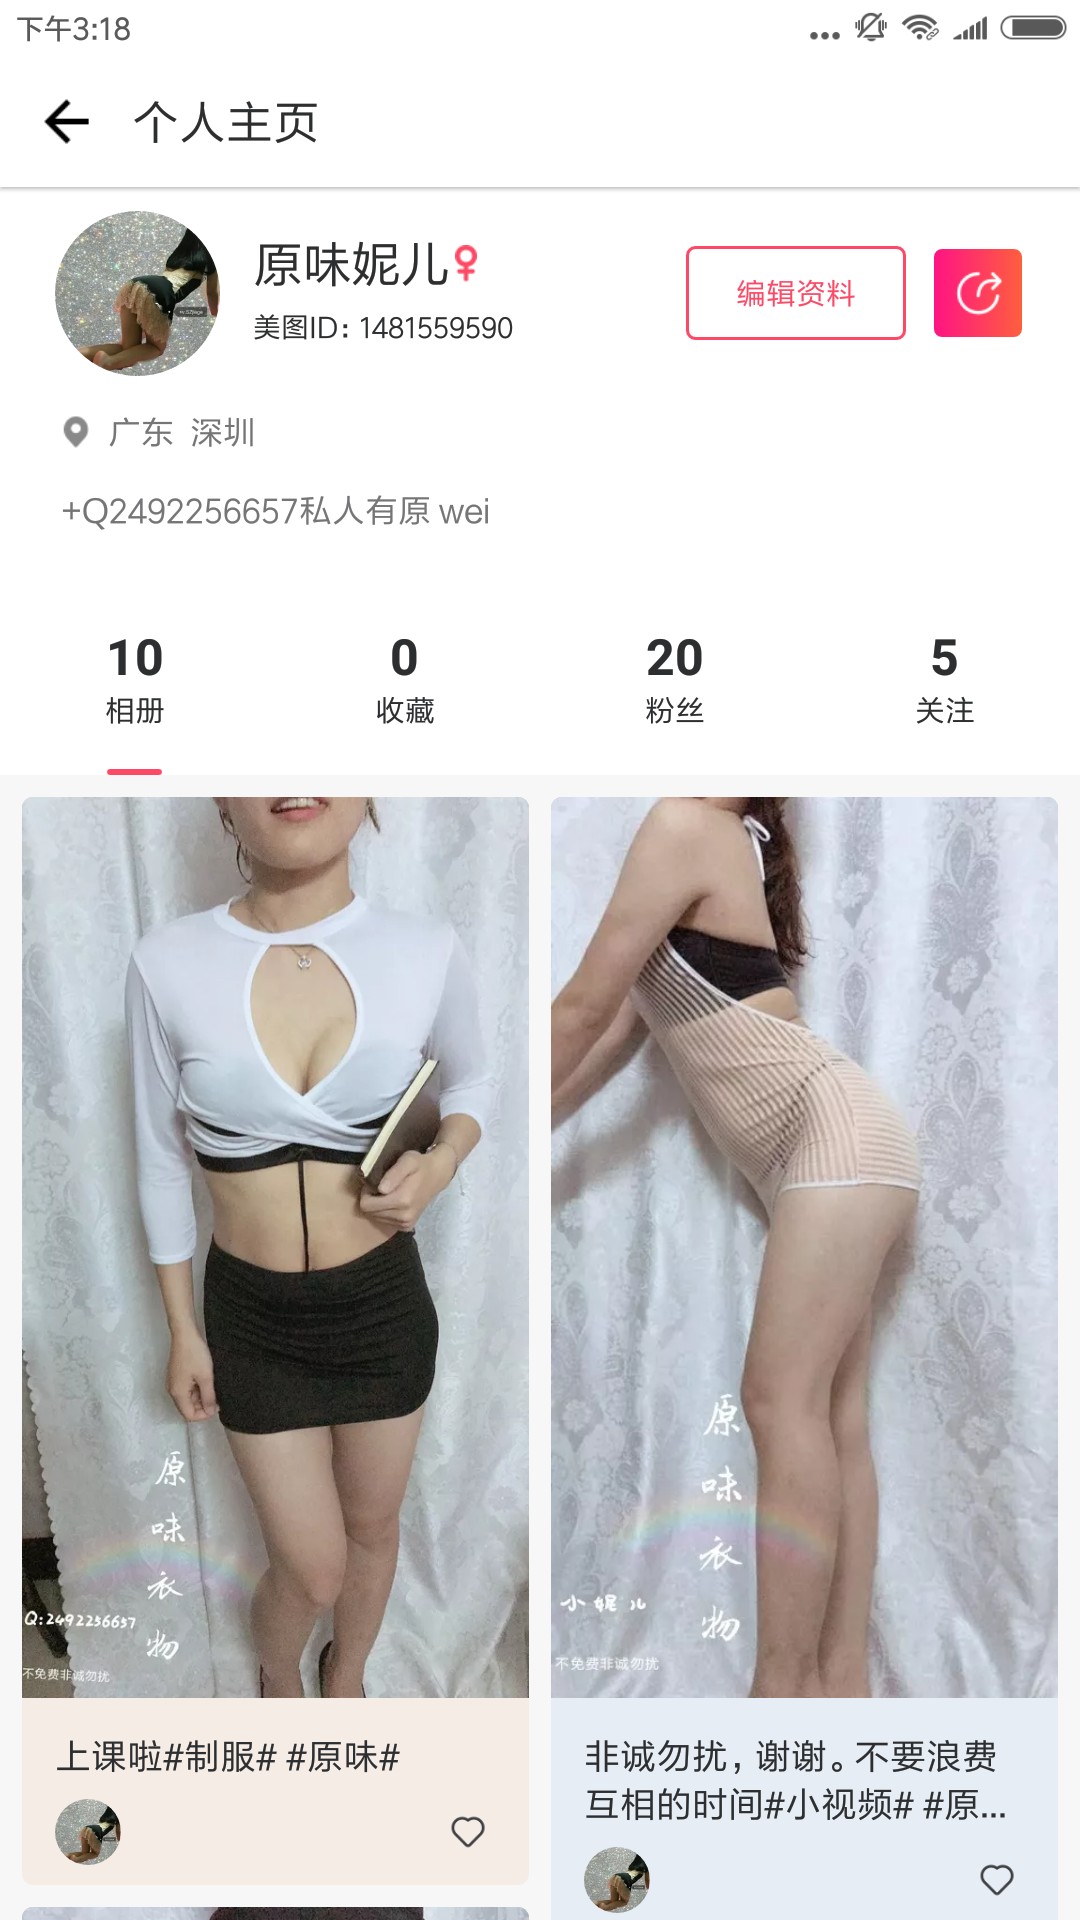 下午3:18
个人主页
原味妮儿
美图ID：1481559590
编辑资料
广东 深圳
+Q2492256657私人有原 wei
10
相册
0
收藏
20
粉丝
5
关注
原味衣物
Q:2492256657
不免费非诚勿扰
原味衣物
小妮儿
不免费非诚勿扰
上课啦#制服# #原味#
非诚勿扰，谢谢。不要浪费
互相的时间#小视频# #原...